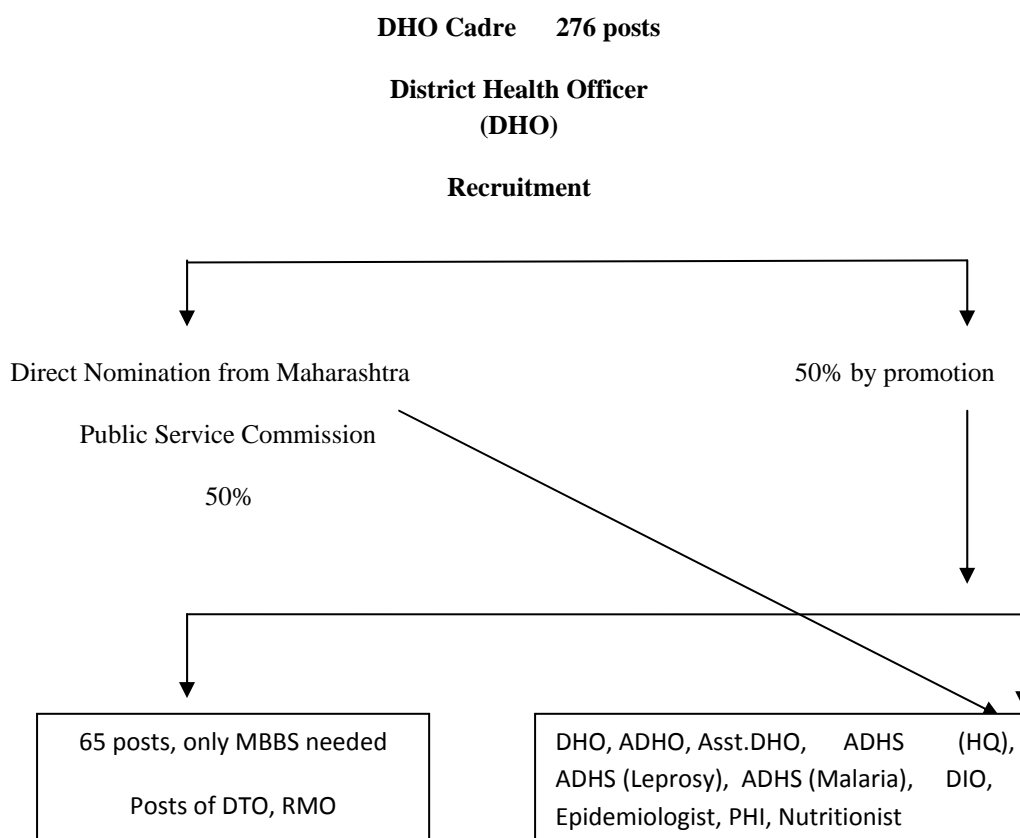 DHO Cadre 276 posts
District Health Officer
(DHO)
Recruitment
Direct Nomination from Maharashtra
Public Service Commission
50%
50% by promotion
65 posts, only MBBS needed
Posts of DTO, RMO
DHO, ADHO, Asst.DHO, ADHS (HQ),
ADHS (Leprosy), ADHS (Malaria), DIO,
Epidemiologist, PHI, Nutritionist